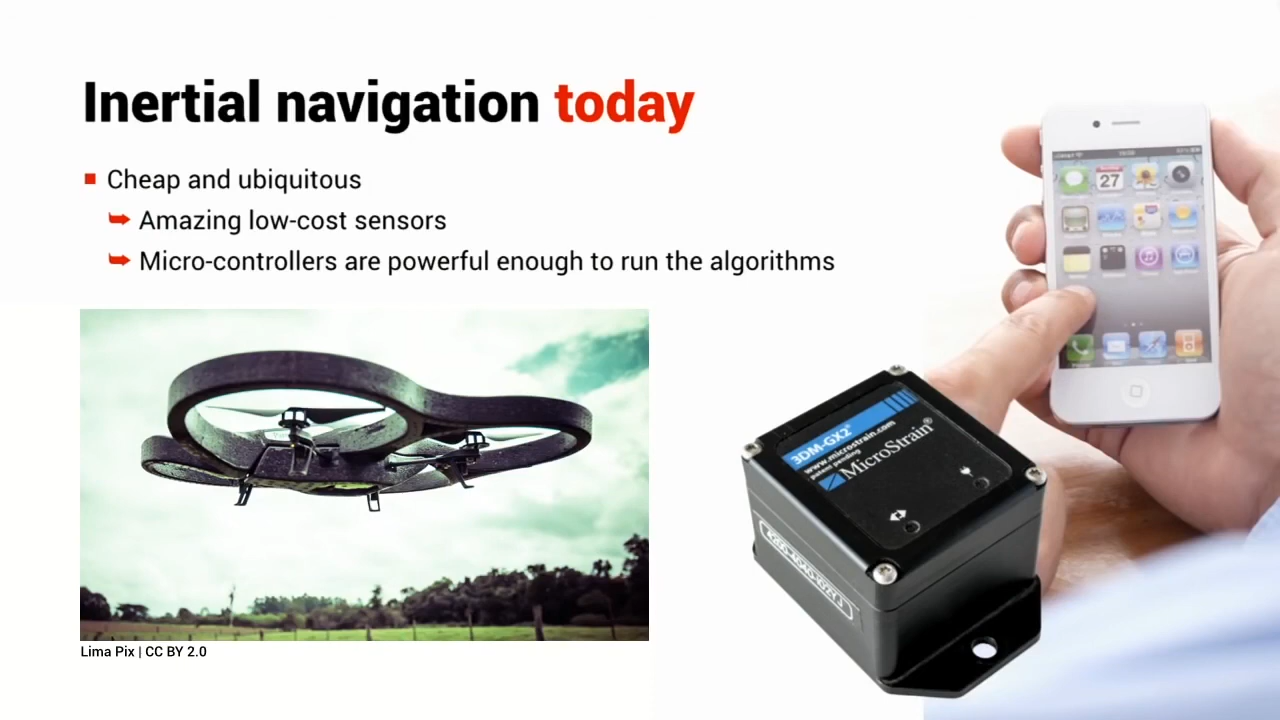 Inertial navigation today
Cheap and ubiquitous
Amazing low-cost sensors
Micro-controllers are powerful enough to run the algorithms
27
3DM-GX2®
www.microstrain.com
patent pending
MicroStrain®
Lima Pix | CC BY 2.0